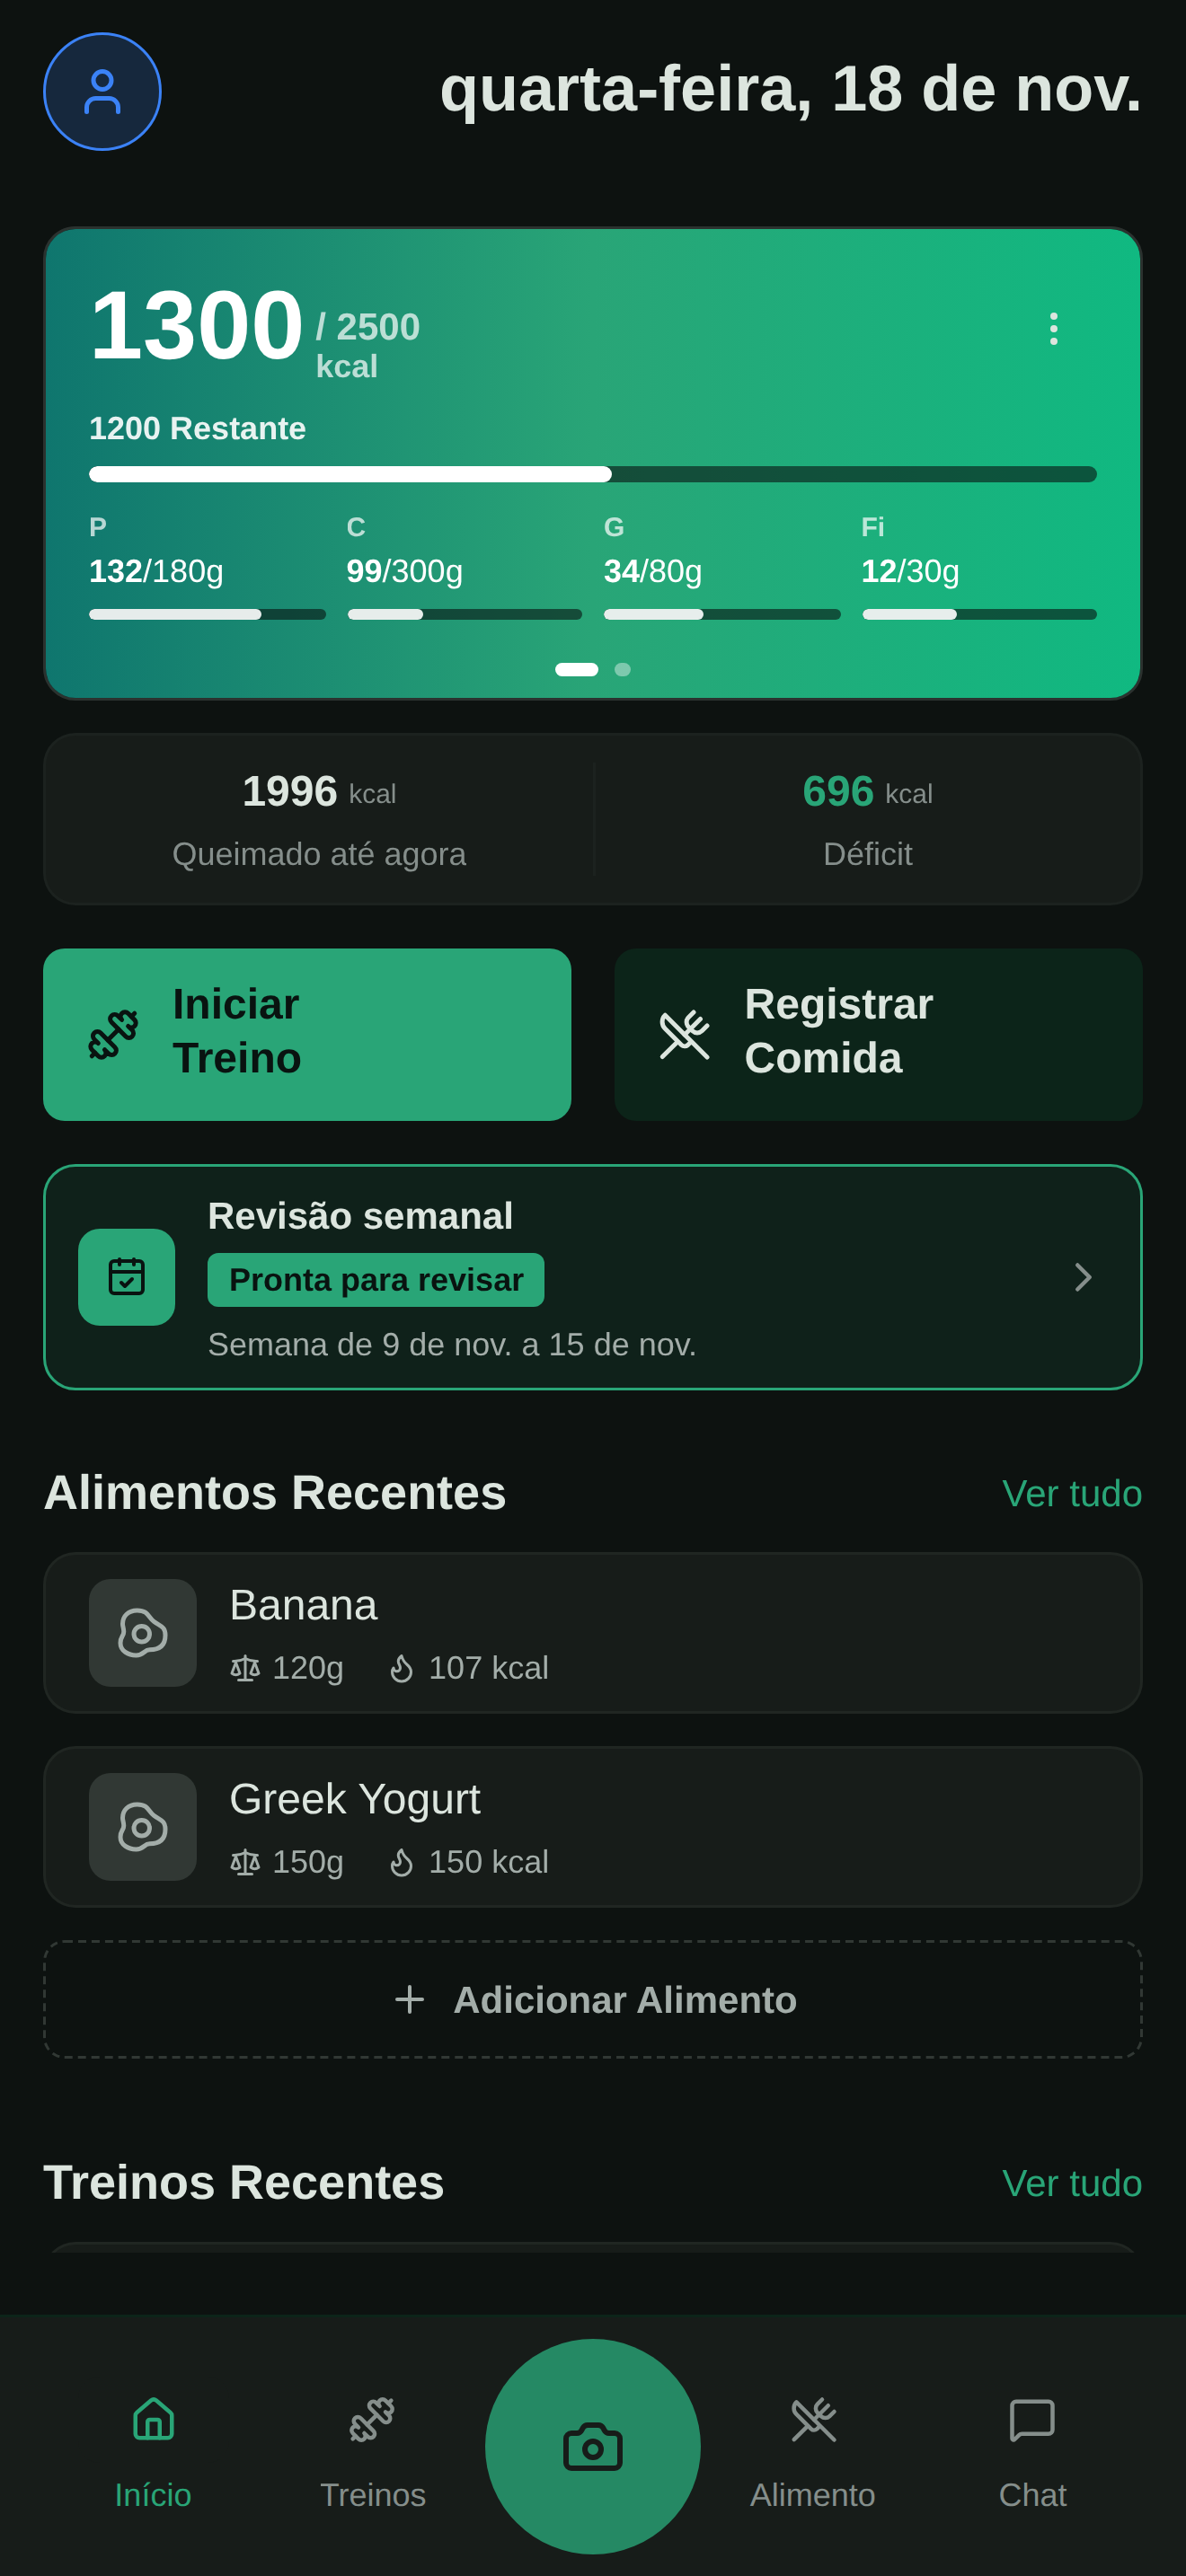 quarta-feira, 18 de nov.
1300 / 2500
kcal
1200 Restante
P C G Fi
132/180g 99/300g 34/80g 12/30g
1996 kcal 696 kcal
Queimado até agora Déficit
Iniciar
Treino
Registrar
Comida
Revisão semanal
Pronta para revisar
Semana de 9 de nov. a 15 de nov.
Alimentos Recentes Ver tudo
Banana
120g 107 kcal
Greek Yogurt
150g 150 kcal
Adicionar Alimento
Treinos Recentes Ver tudo
Início Treinos Alimento Chat